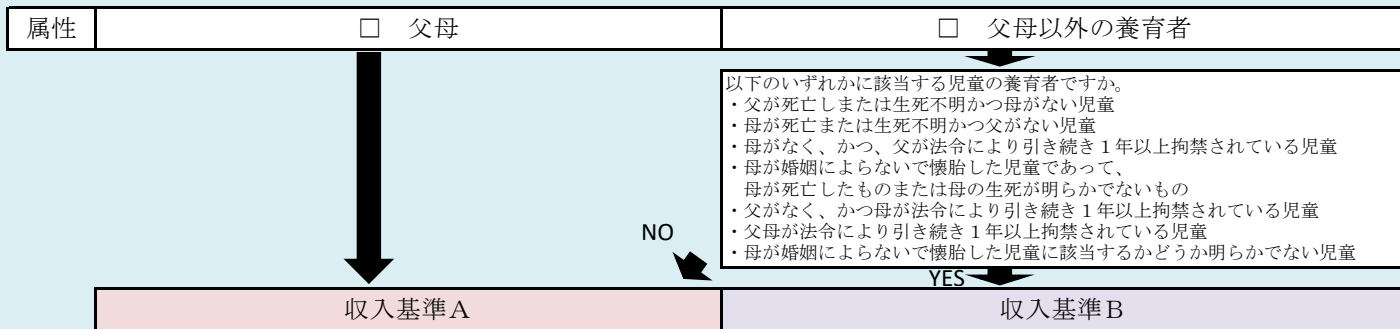 属性
□ 父母
□ 父母以外の養育者
以下のいずれかに該当する児童の養育者ですか。
・父が死亡しまたは生死不明かつ母がない児童
・母が死亡または生死不明かつ父がない児童
・母がなく、かつ、父が法令により引き続き1年以上拘禁されている児童
・母が婚姻によらないで懐胎した児童であって、
母が死亡したものまたは母の生死が明らかでないもの
・父がなく、かつ母が法令により引き続き1年以上拘禁されている児童
・父母が法令により引き続き1年以上拘禁されている児童
・母が婚姻によらないで懐胎した児童に該当するかどうか明らかでない児童
NO
YES
収入基準A
収入基準B